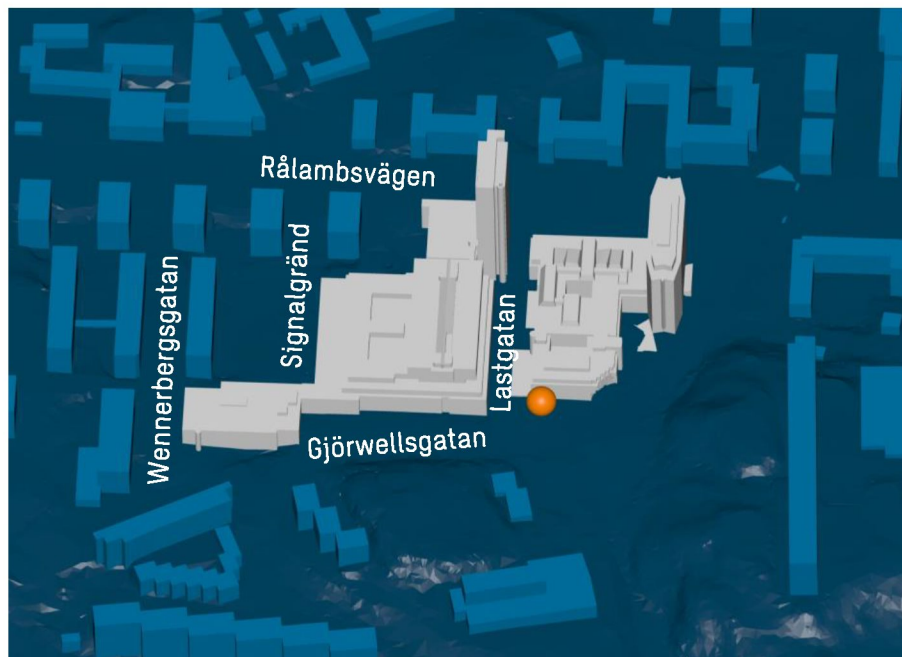 Rålambsvägen
Signalgränd
Wennerbergsgatan
Lastgatan
Gjörwellsgatan